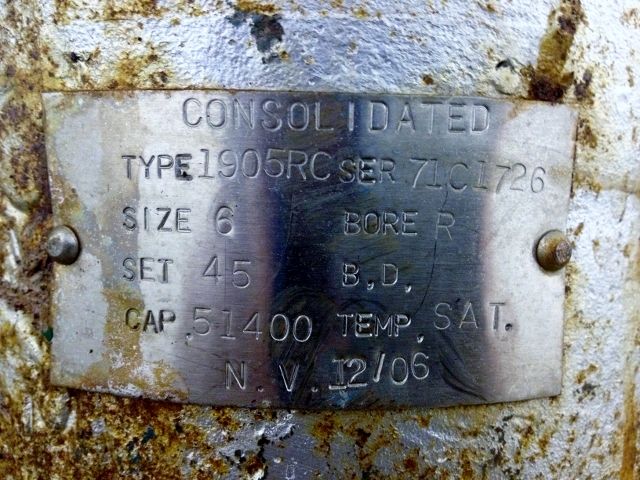 CONSOLIDATED
TYPE 1905RC SER 71C1726
SIZE 6 BORE R
SET 45 B.D.
CAP. 51400 TEMP. SAT.
N.V. 12/06